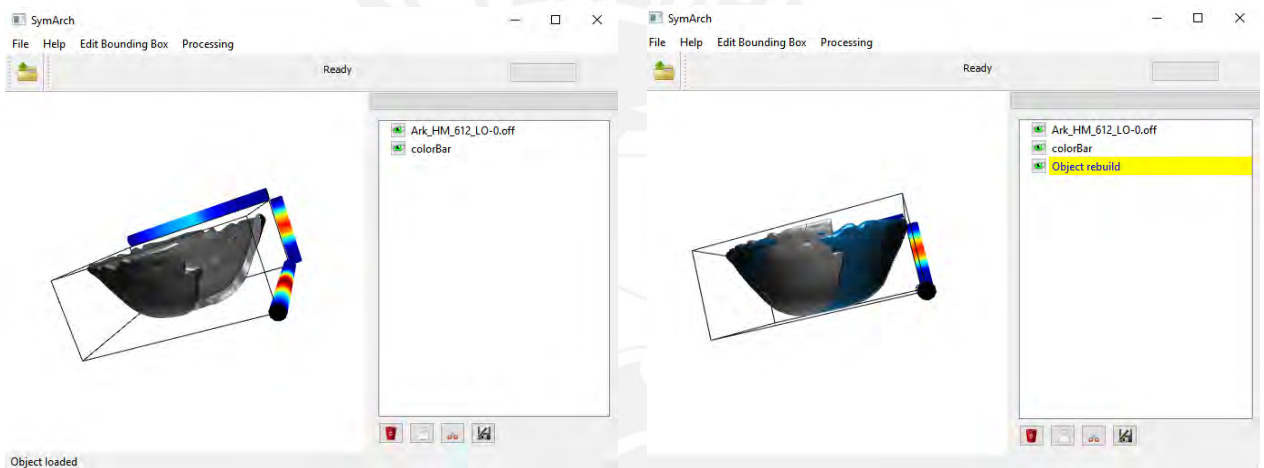 SymArch
File Help Edit Bounding Box Processing
Ready
Ark_HM_612_LO-0.off
colorBar
Object loaded
SymArch
File Help Edit Bounding Box Processing
Ready
Ark_HM_612_LO-0.off
colorBar
Object rebuild